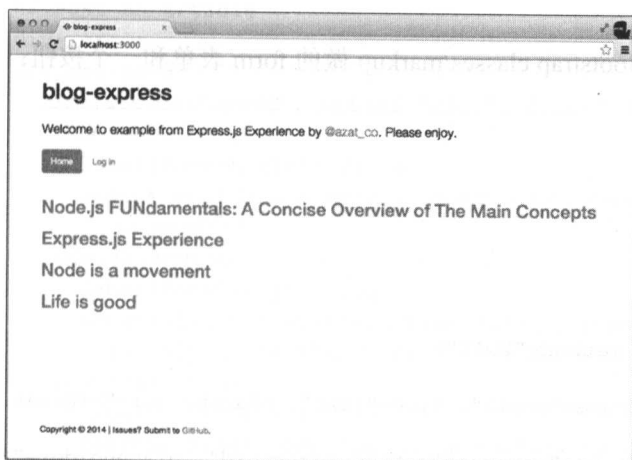 blog-express
localhost:3000
blog-express
Welcome to example from Express.js Experience by @azat_co. Please enjoy.
Home Log in
Node.js FUNdamentals: A Concise Overview of The Main Concepts
Express.js Experience
Node is a movement
Life is good
Copyright © 2014 | Issues? Submit to GitHub.